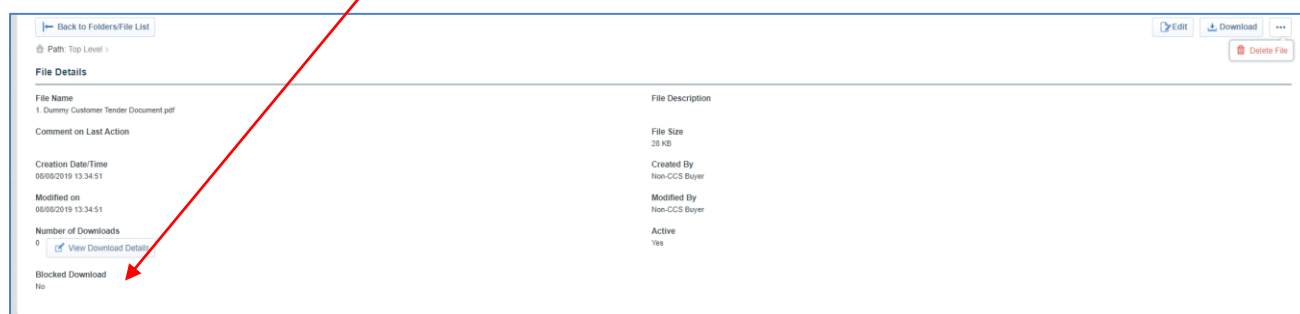 Back to Folders/File List
Edit
Download
...
Path: Top Level >
Delete File
File Details
File Name
1. Dummy Customer Tender Document.pdf
File Description
Comment on Last Action
File Size
28 KB
Creation Date/Time
08/08/2019 13:34:51
Created By
Non-CCS Buyer
Modified on
08/08/2019 13:34:51
Modified By
Non-CCS Buyer
Number of Downloads
0 View Download Details
Active
Yes
Blocked Download
No